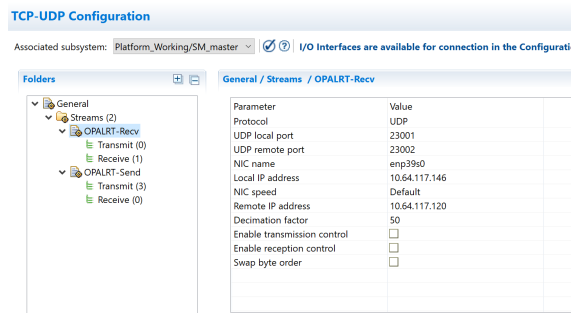 TCP-UDP Configuration
Associated subsystem: Platform_Working/SM_master I/O Interfaces are available for connection in the Configurati
Folders
General
Streams (2)
OPALRT-Recv
Transmit (0)
Receive (1)
OPALRT-Send
Transmit (3)
Receive (0)
General / Streams / OPALRT-Recv
Parameter Value
Protocol UDP
UDP local port 23001
UDP remote port 23002
NIC name enp39s0
Local IP address 10.64.117.146
NIC speed Default
Remote IP address 10.64.117.120
Decimation factor 50
Enable transmission control
Enable reception control
Swap byte order